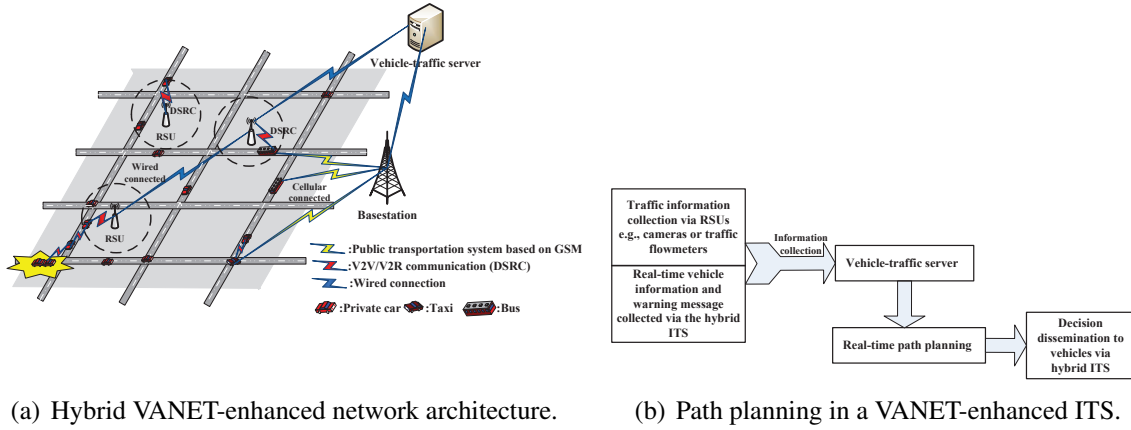 Vehicle-traffic server
DSRC
RSU
DSRC
Wired
connected
Cellular
connected
Basestation
RSU
:Public transportation system based on GSM
:V2V/V2R communication (DSRC)
:Wired connection
:Private car :Taxi :Bus
(a) Hybrid VANET-enhanced network architecture.
Traffic information
collection via RSUs
e.g., cameras or traffic
flowmeters
Real-time vehicle
information and
warning message
collected via the hybrid
ITS
Information
collection
Vehicle-traffic server
Real-time path planning
Decision
dissemination to
vehicles via
hybrid ITS
(b) Path planning in a VANET-enhanced ITS.